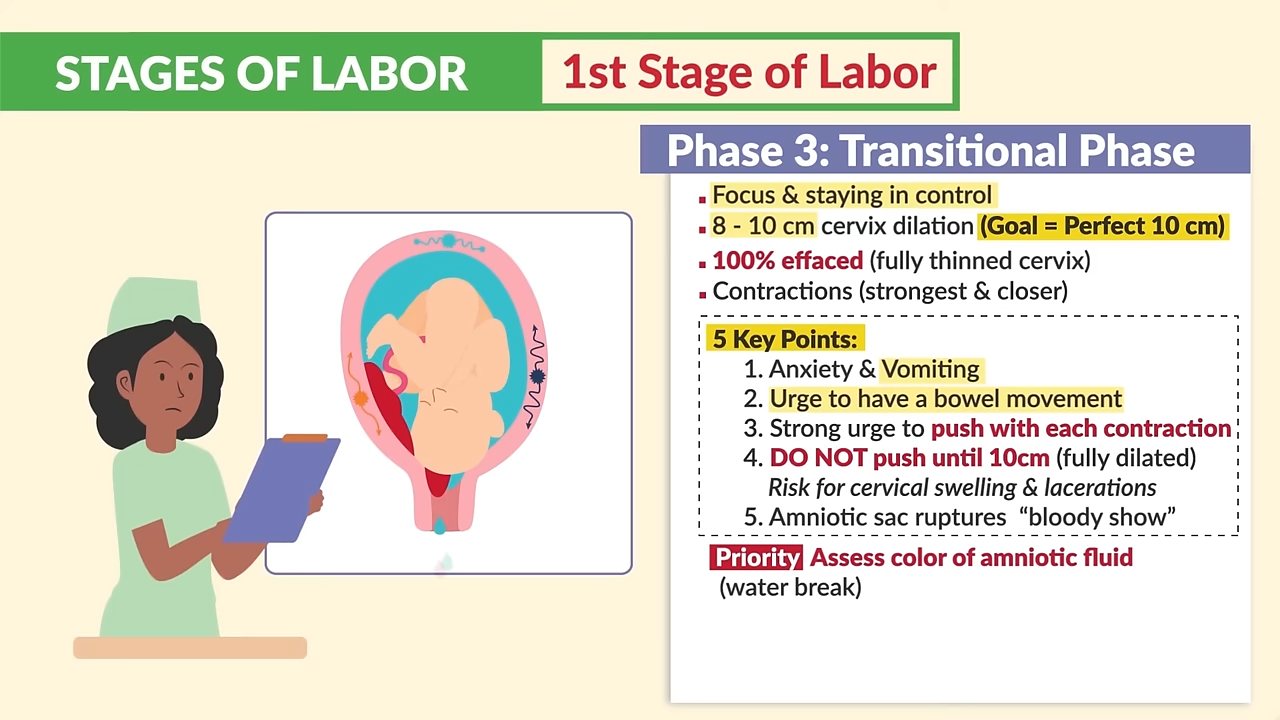 STAGES OF LABOR
1st Stage of Labor
Phase 3: Transitional Phase
▪ Focus & staying in control
▪ 8 - 10 cm cervix dilation (Goal = Perfect 10 cm)
▪ 100% effaced (fully thinned cervix)
▪ Contractions (strongest & closer)
5 Key Points:
1. Anxiety & Vomiting
2. Urge to have a bowel movement
3. Strong urge to push with each contraction
4. DO NOT push until 10cm (fully dilated)
Risk for cervical swelling & lacerations
5. Amniotic sac ruptures “bloody show”
Priority Assess color of amniotic fluid
(water break)